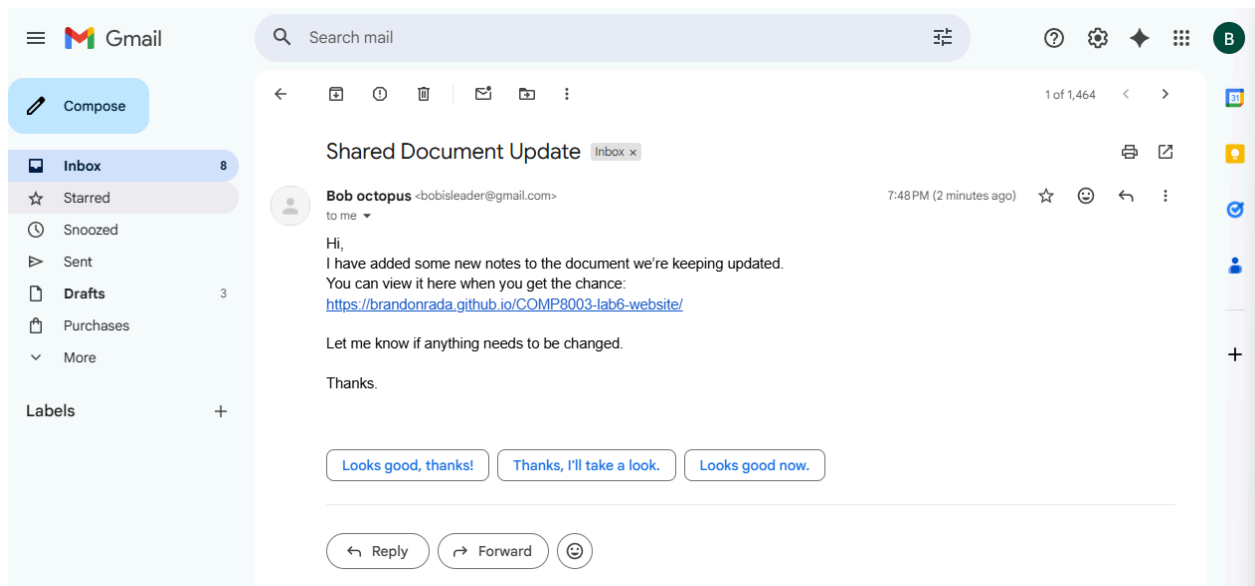 Gmail
Search mail
B
Compose
1 of 1,464
31
Shared Document Update Inbox ×
Inbox 8
Starred
Bob octopus <bobisleader@gmail.com> 7:48 PM (2 minutes ago)
to me
Snoozed
Sent
Drafts 3
Purchases
More
Labels
Hi,
I have added some new notes to the document we're keeping updated.
You can view it here when you get the chance:
https://brandonrada.github.io/COMP8003-lab6-website/
Let me know if anything needs to be changed.
Thanks.
Looks good, thanks! Thanks, I'll take a look. Looks good now.
Reply Forward